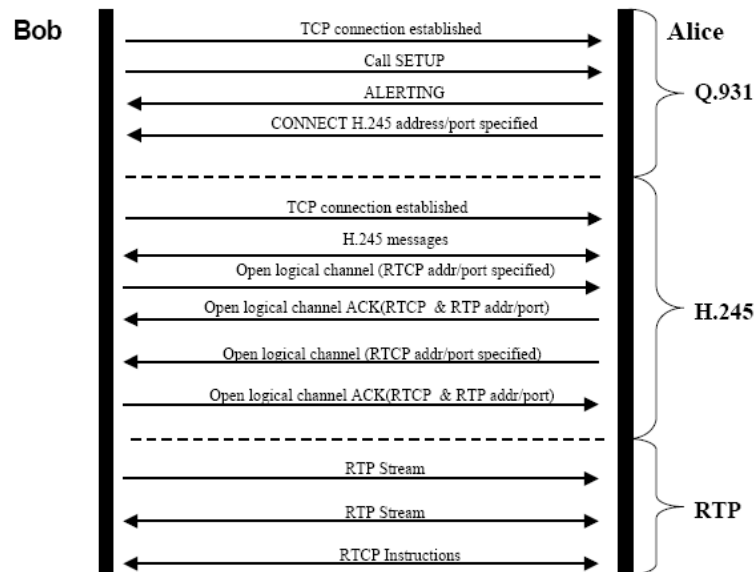 Bob
Alice
TCP connection established
Call SETUP
ALERTING
Q.931
CONNECT H.245 address/port specified
TCP connection established
H.245 messages
Open logical channel (RTCP addr/port specified)
Open logical channel ACK(RTCP & RTP addr/port)
H.245
Open logical channel (RTCP addr/port specified)
Open logical channel ACK(RTCP & RTP addr/port)
RTP Stream
RTP Stream
RTP
RTCP Instructions